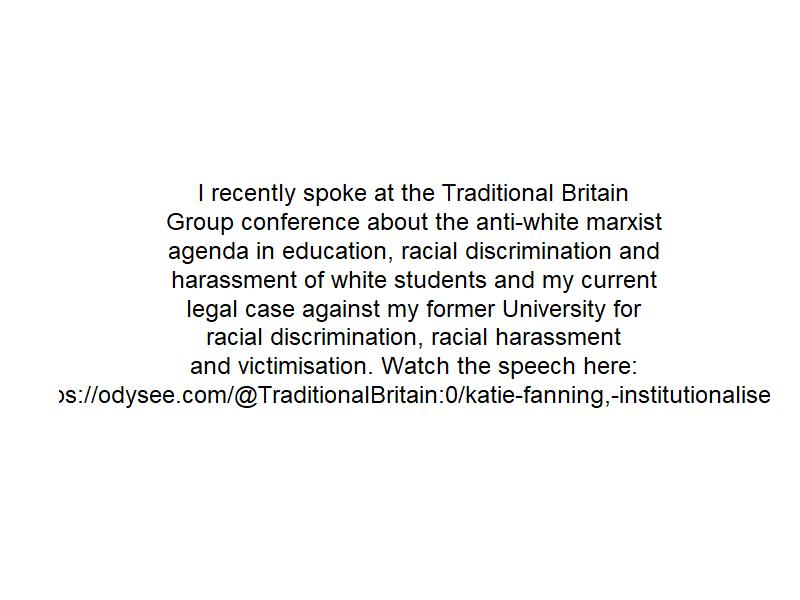 I recently spoke at the Traditional Britain
Group conference about the anti-white marxist
agenda in education, racial discrimination and
harassment of white students and my current
legal case against my former University for
racial discrimination, racial harassment
and victimisation. Watch the speech here:
ps://odysee.com/@TraditionalBritain:0/katie-fanning,-institutionalise